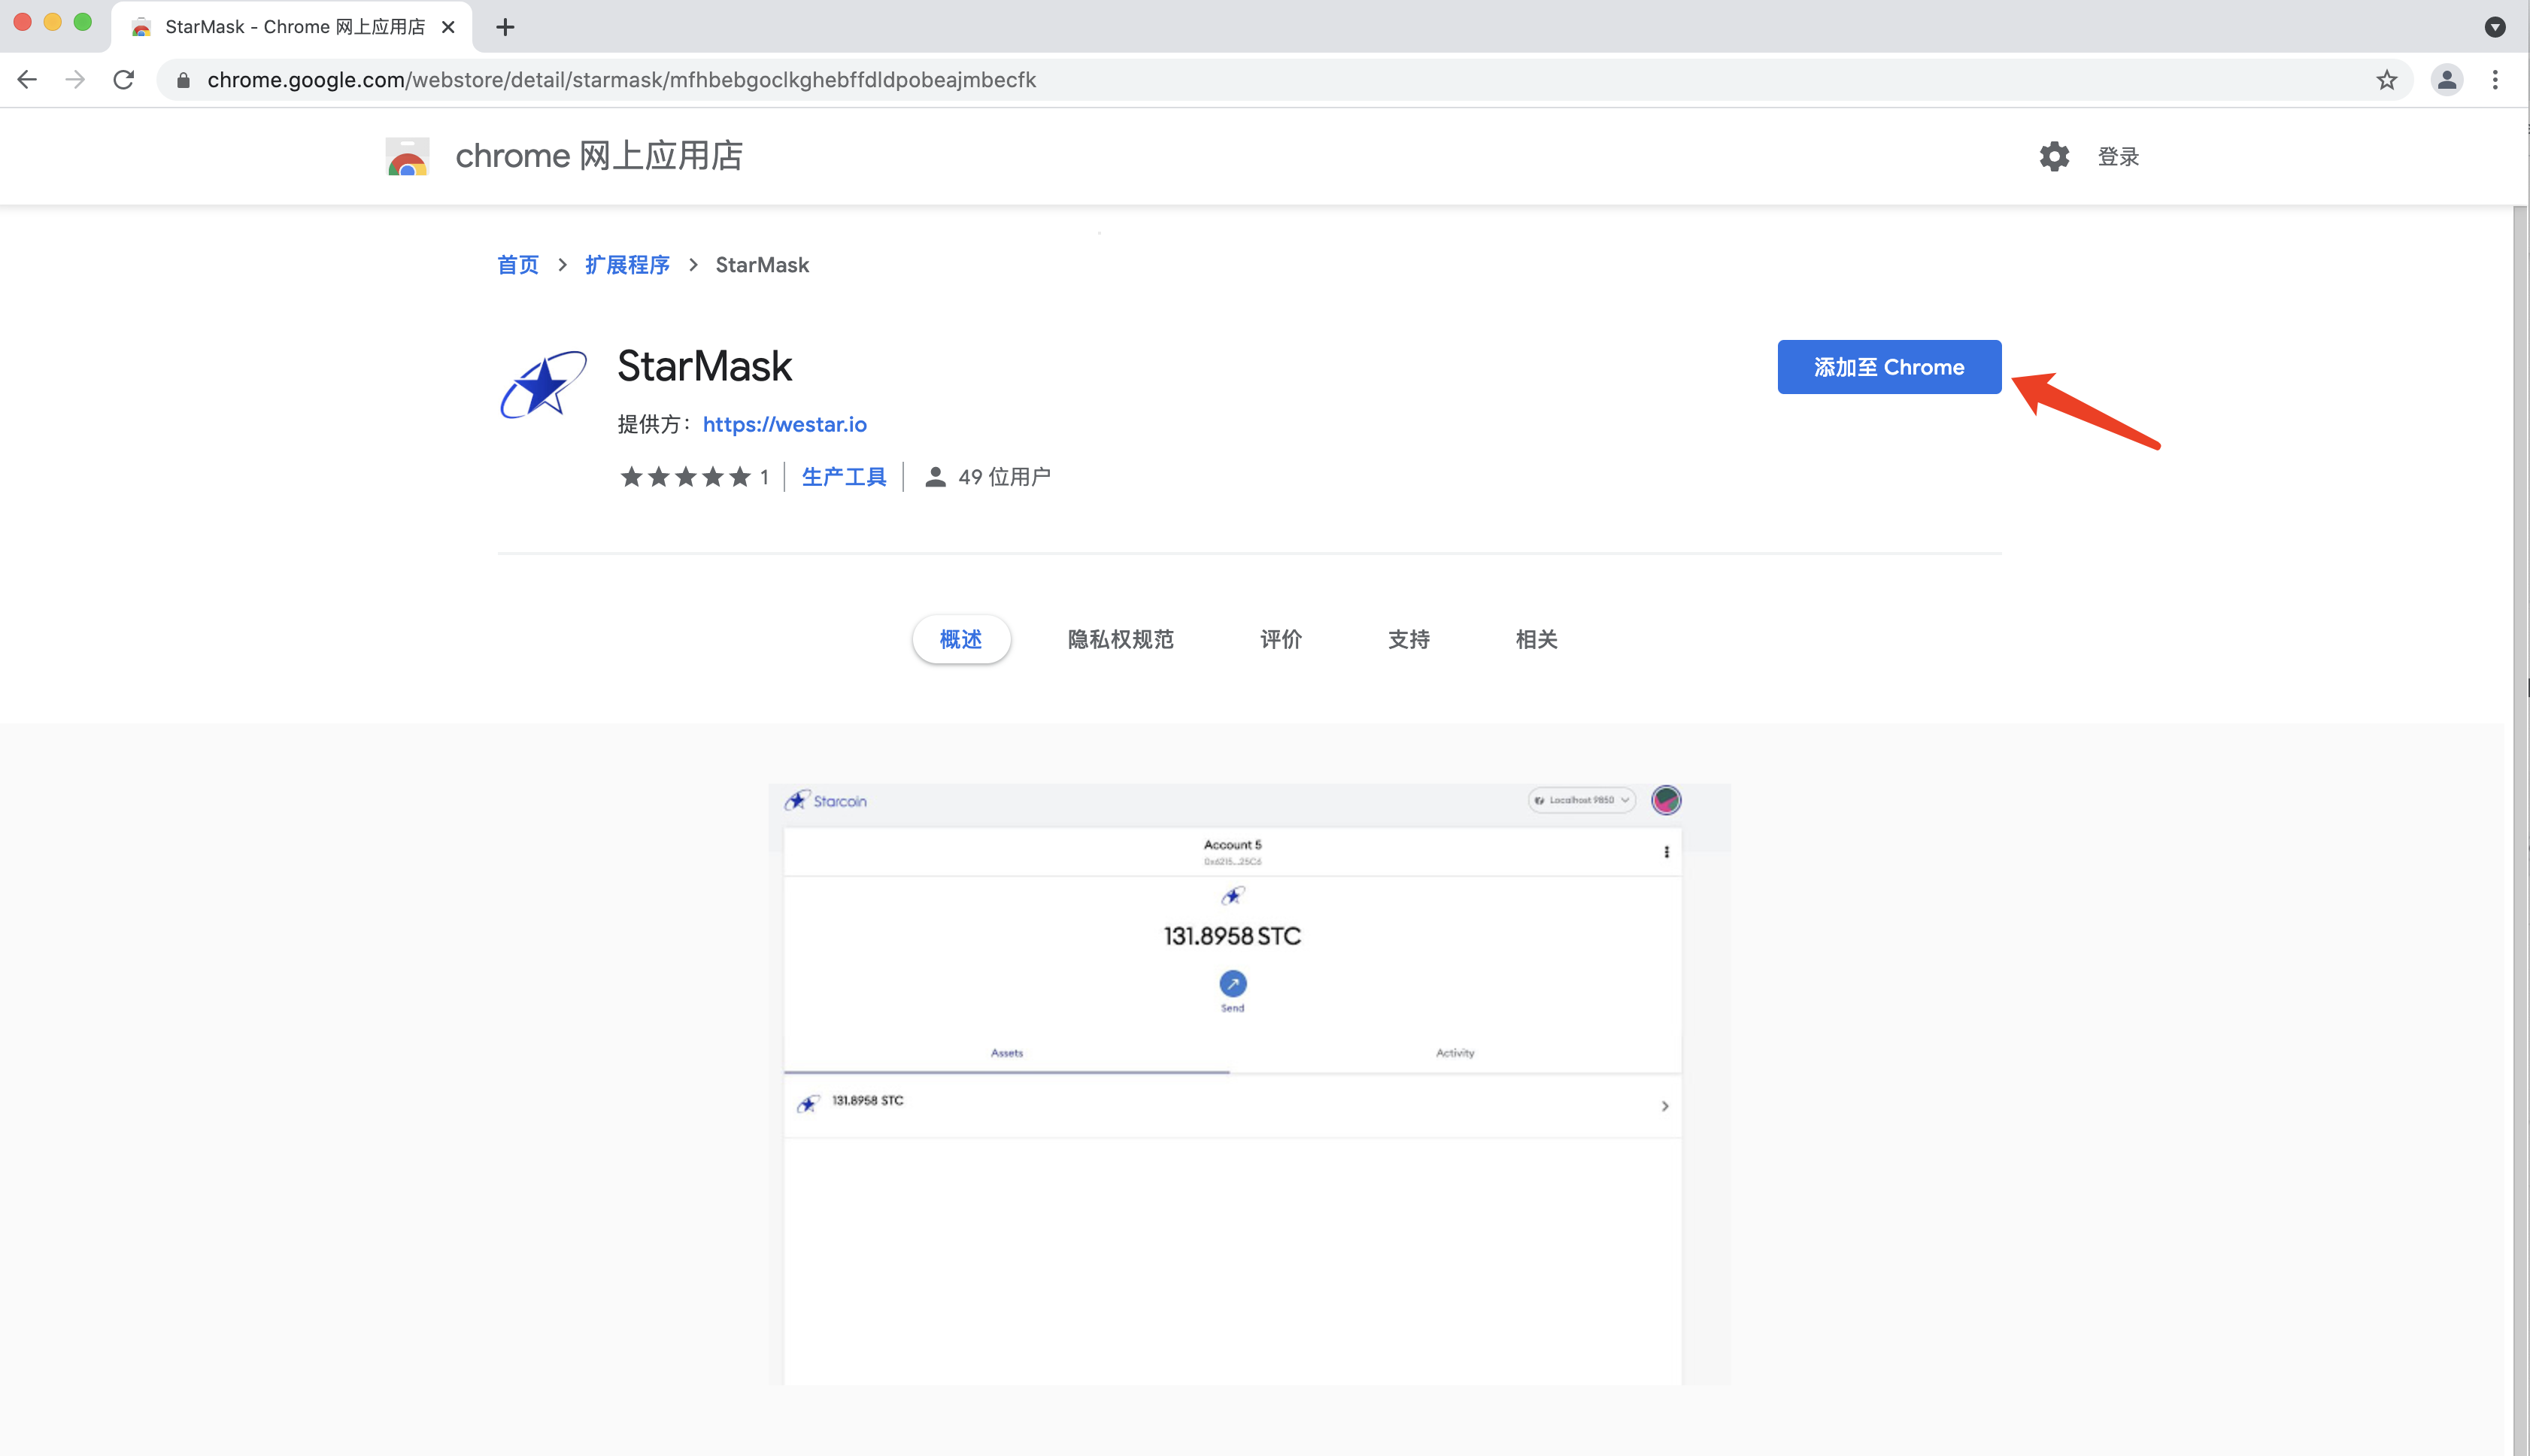 StarMask - Chrome 网上应用店
chrome.google.com/webstore/detail/starmask/mfhbebgoclkghebffdldpobeajmbecfk
chrome 网上应用店
登录
首页 > 扩展程序 > StarMask
StarMask
添加至 Chrome
提供方： https://westar.io
1 生产工具 49 位用户
概述 隐私权规范 评价 支持 相关
Starcoin
Localhost 9850
Account 5
0x6215...25C6
131.8958 STC
Send
Assets Activity
131.8958 STC